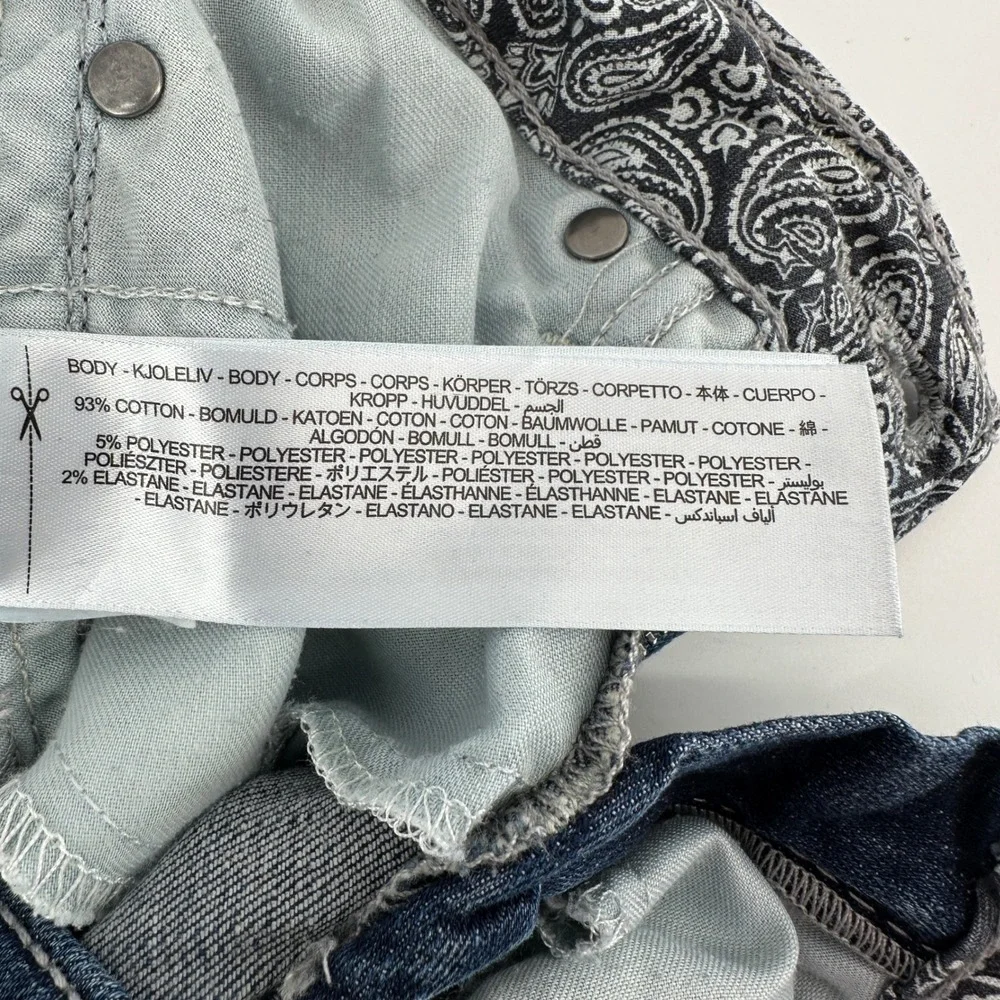 BODY - KJOLELIV - BODY - CORPS - CORPS - KÖRPER - TÖRZS - CORPETTO - 本体 - CUERPO -
KROPP - HUVUDDEL - الجسم
93% COTTON - BOMULD - KATOEN - COTON - COTON - BAUMWOLLE - PAMUT - COTONE - 綿 -
ALGODÓN - BOMULL - BOMULL - قطن
5% POLYESTER - POLYESTER - POLYESTER - POLYESTER - POLYESTER - POLYESTER -
POLIÉSZTER - POLIESTERE - ポリエステル - POLIÉSTER - POLYESTER - POLYESTER - بوليستر
2% ELASTANE - ELASTANE - ELASTANE - ÉLASTHANNE - ÉLASTHANNE - ELASTANE - ELASTANE
- ELASTANE - ポリウレタン - ELASTANO - ELASTANE - ELASTANE - ألياف اسباندكس